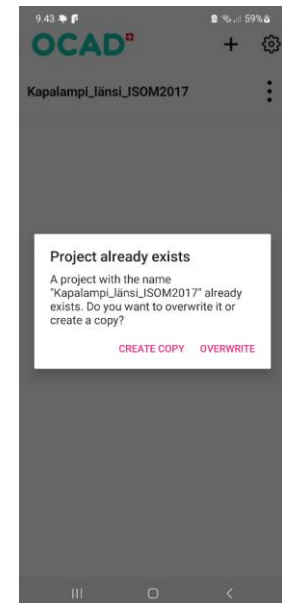 9.43
59%
OCAD
Kapalampi_länsi_ISOM2017
Project already exists
A project with the name
"Kapalampi_länsi_ISOM2017" already
exists. Do you want to overwrite it or
create a copy?
CREATE COPY OVERWRITE